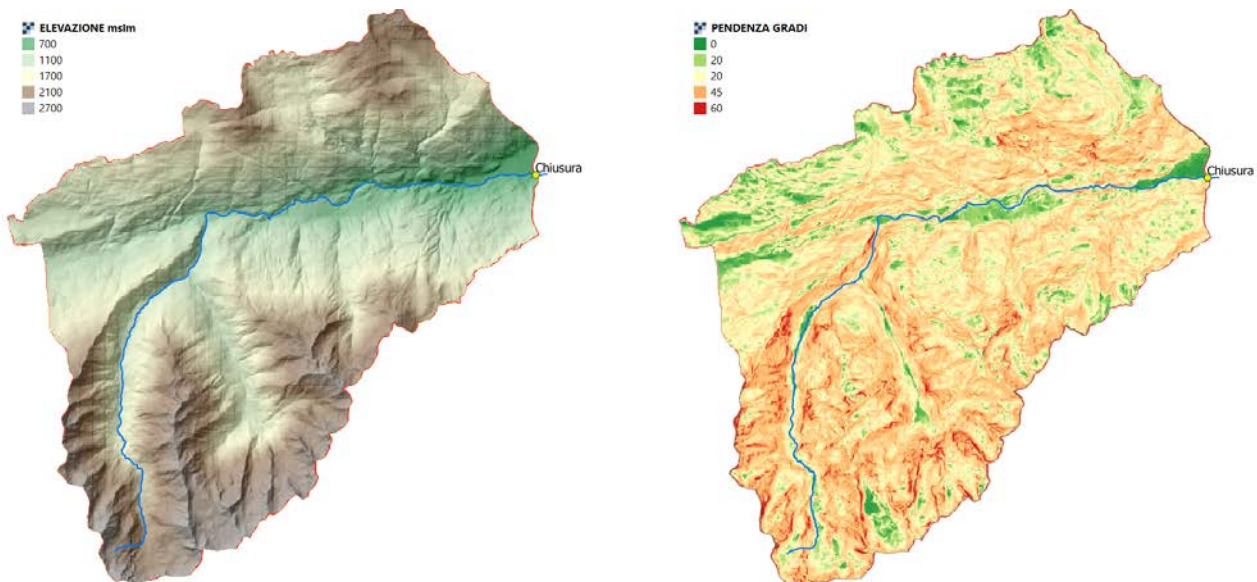 ELEVAZIONE mslm
700
1100
1700
2100
2700
Chiusura
PENDENZA GRADI
0
20
20
45
60
Chiusura